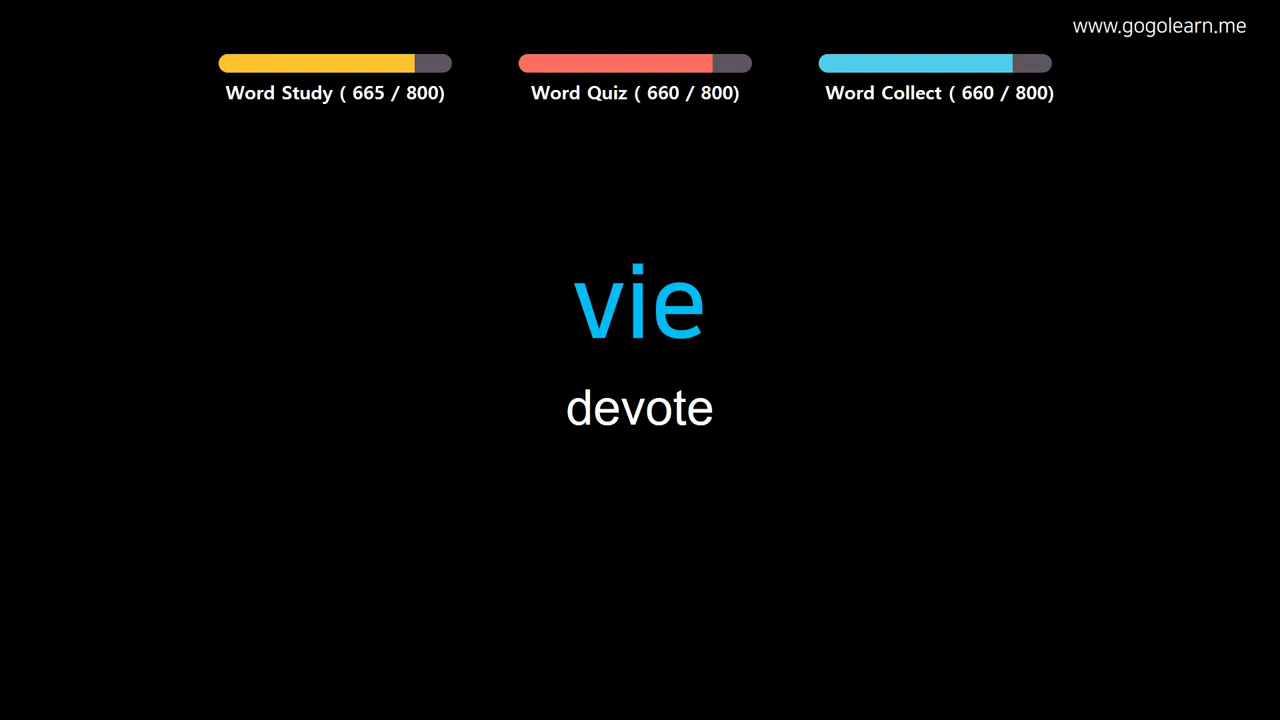 www.gogolearn.me
Word Study ( 665 / 800)
Word Quiz ( 660 / 800)
Word Collect ( 660 / 800)
vie
devote